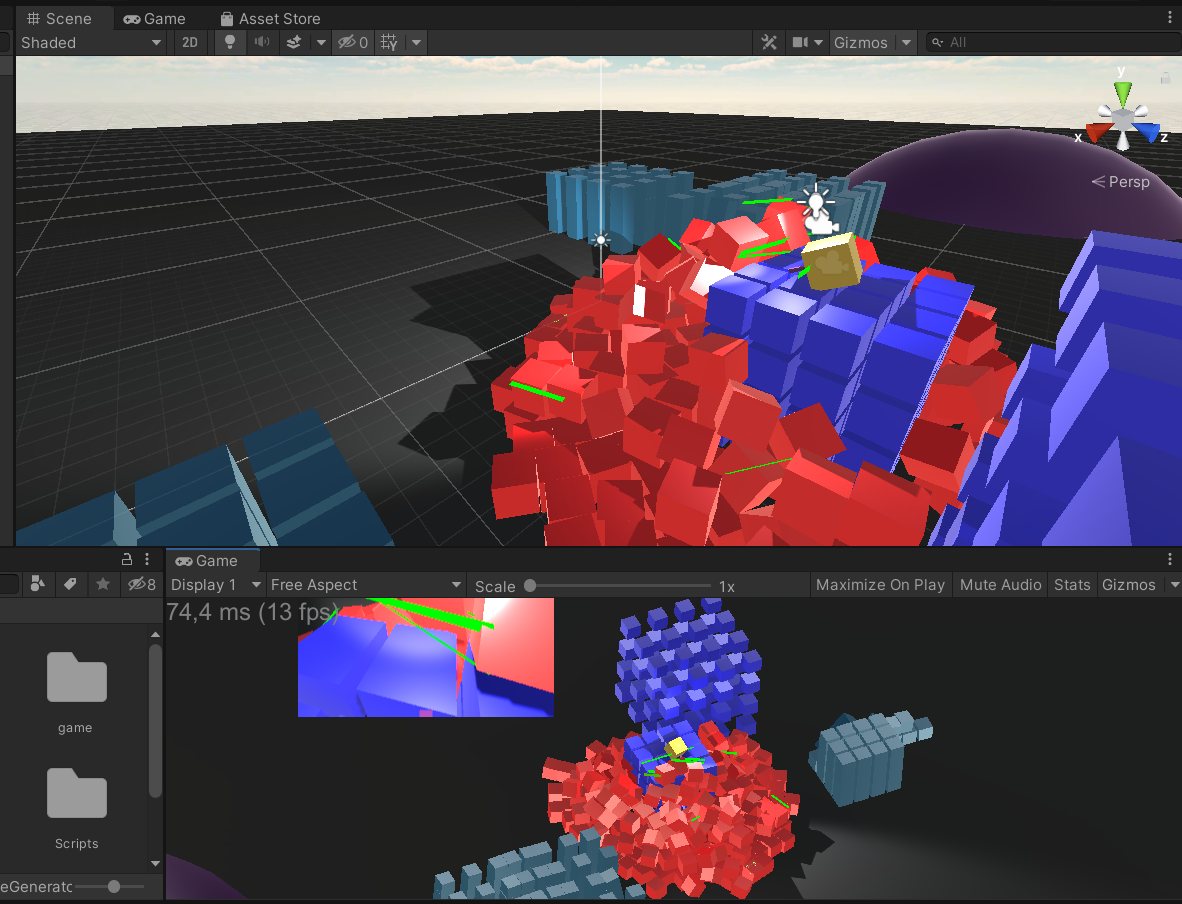 Scene Game Asset Store
Shaded 2D 0 Gizmos All
y
x z
Persp
Game
8 Display 1 Free Aspect Scale 1x Maximize On Play Mute Audio Stats Gizmos
74,4 ms (13 fps)
game
Scripts
eGenerato